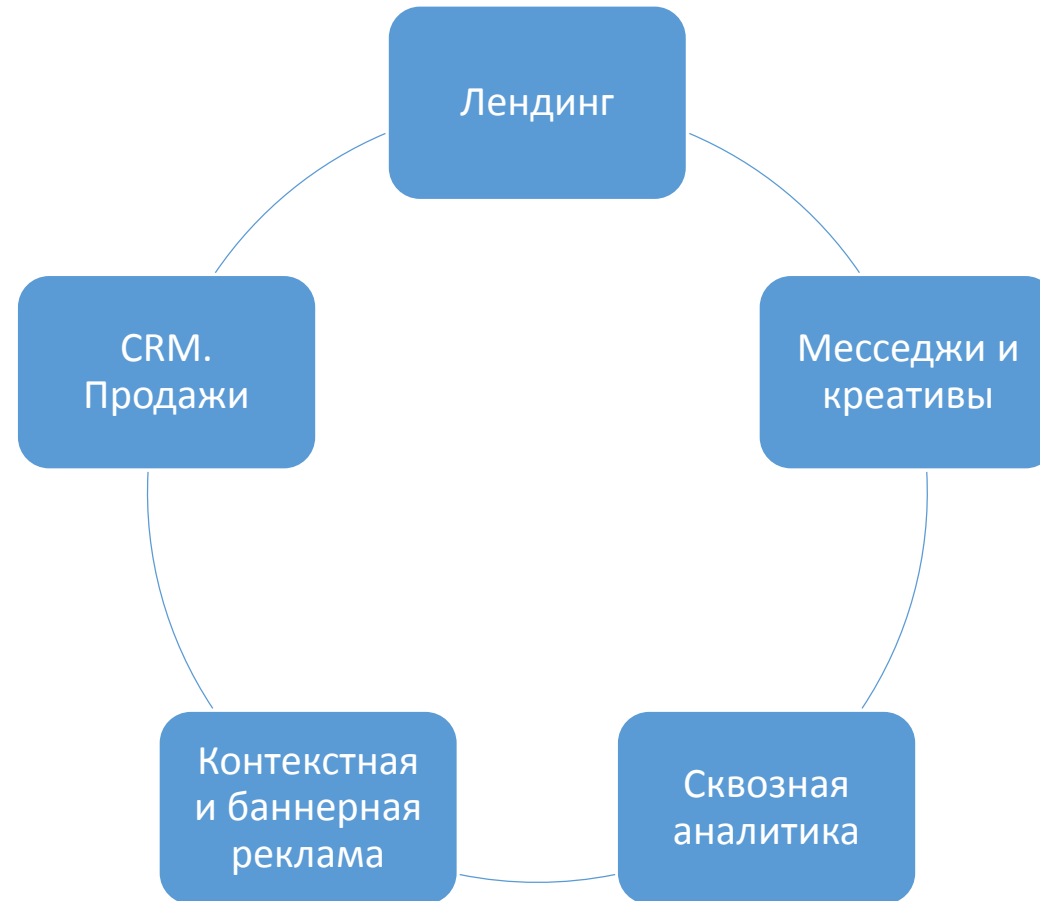 Лендинг
Месседжи и
креативы
Сквозная
аналитика
Контекстная
и баннерная
реклама
CRM.
Продажи